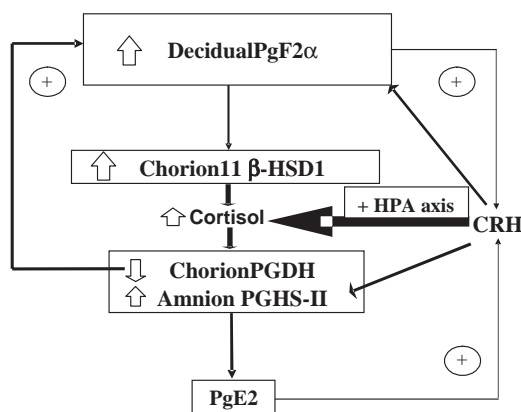 DecidualPgF2α
+
+
Chorion11 β-HSD1
+ HPA axis
Cortisol
CRH
ChorionPGDH
Amnion PGHS-II
+
PgE2